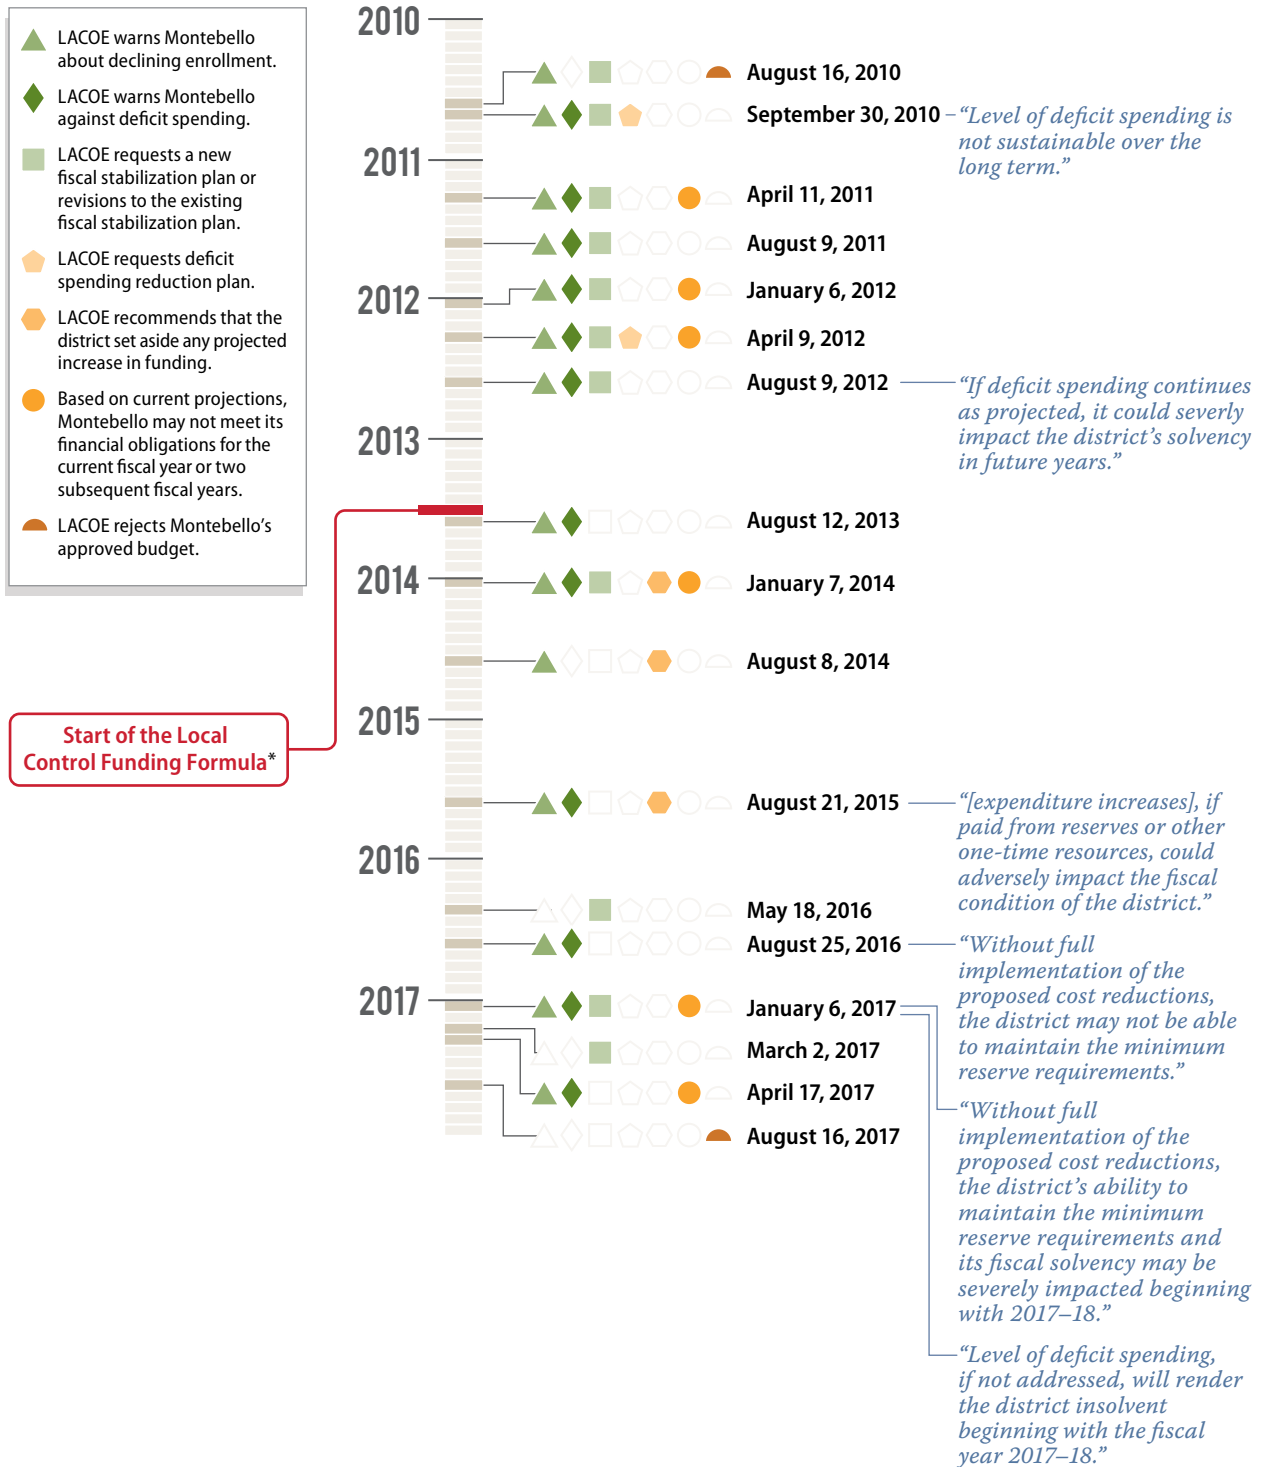 LACOE warns Montebello
about declining enrollment.
LACOE warns Montebello
against deficit spending.
LACOE requests a new
fiscal stabilization plan or
revisions to the existing
fiscal stabilization plan.
LACOE requests deficit
spending reduction plan.
LACOE recommends that the
district set aside any projected
increase in funding.
Based on current projections,
Montebello may not meet its
financial obligations for the
current fiscal year or two
subsequent fiscal years.
LACOE rejects Montebello’s
approved budget.
Start of the Local
Control Funding Formula*
2010
August 16, 2010
September 30, 2010
“Level of deficit spending is
not sustainable over the
long term.”
2011
April 11, 2011
August 9, 2011
2012
January 6, 2012
April 9, 2012
August 9, 2012
“If deficit spending continues
as projected, it could severly
impact the district’s solvency
in future years.”
2013
August 12, 2013
2014
January 7, 2014
August 8, 2014
2015
August 21, 2015
“[expenditure increases], if
paid from reserves or other
one-time resources, could
adversely impact the fiscal
condition of the district.”
2016
May 18, 2016
August 25, 2016
“Without full
implementation of the
proposed cost reductions,
the district may not be able
to maintain the minimum
reserve requirements.”
2017
January 6, 2017
March 2, 2017
April 17, 2017
August 16, 2017
“Without full
implementation of the
proposed cost reductions,
the district’s ability to
maintain the minimum
reserve requirements and
its fiscal solvency may be
severely impacted beginning
with 2017–18.”
“Level of deficit spending,
if not addressed, will render
the district insolvent
beginning with the fiscal
year 2017–18.”